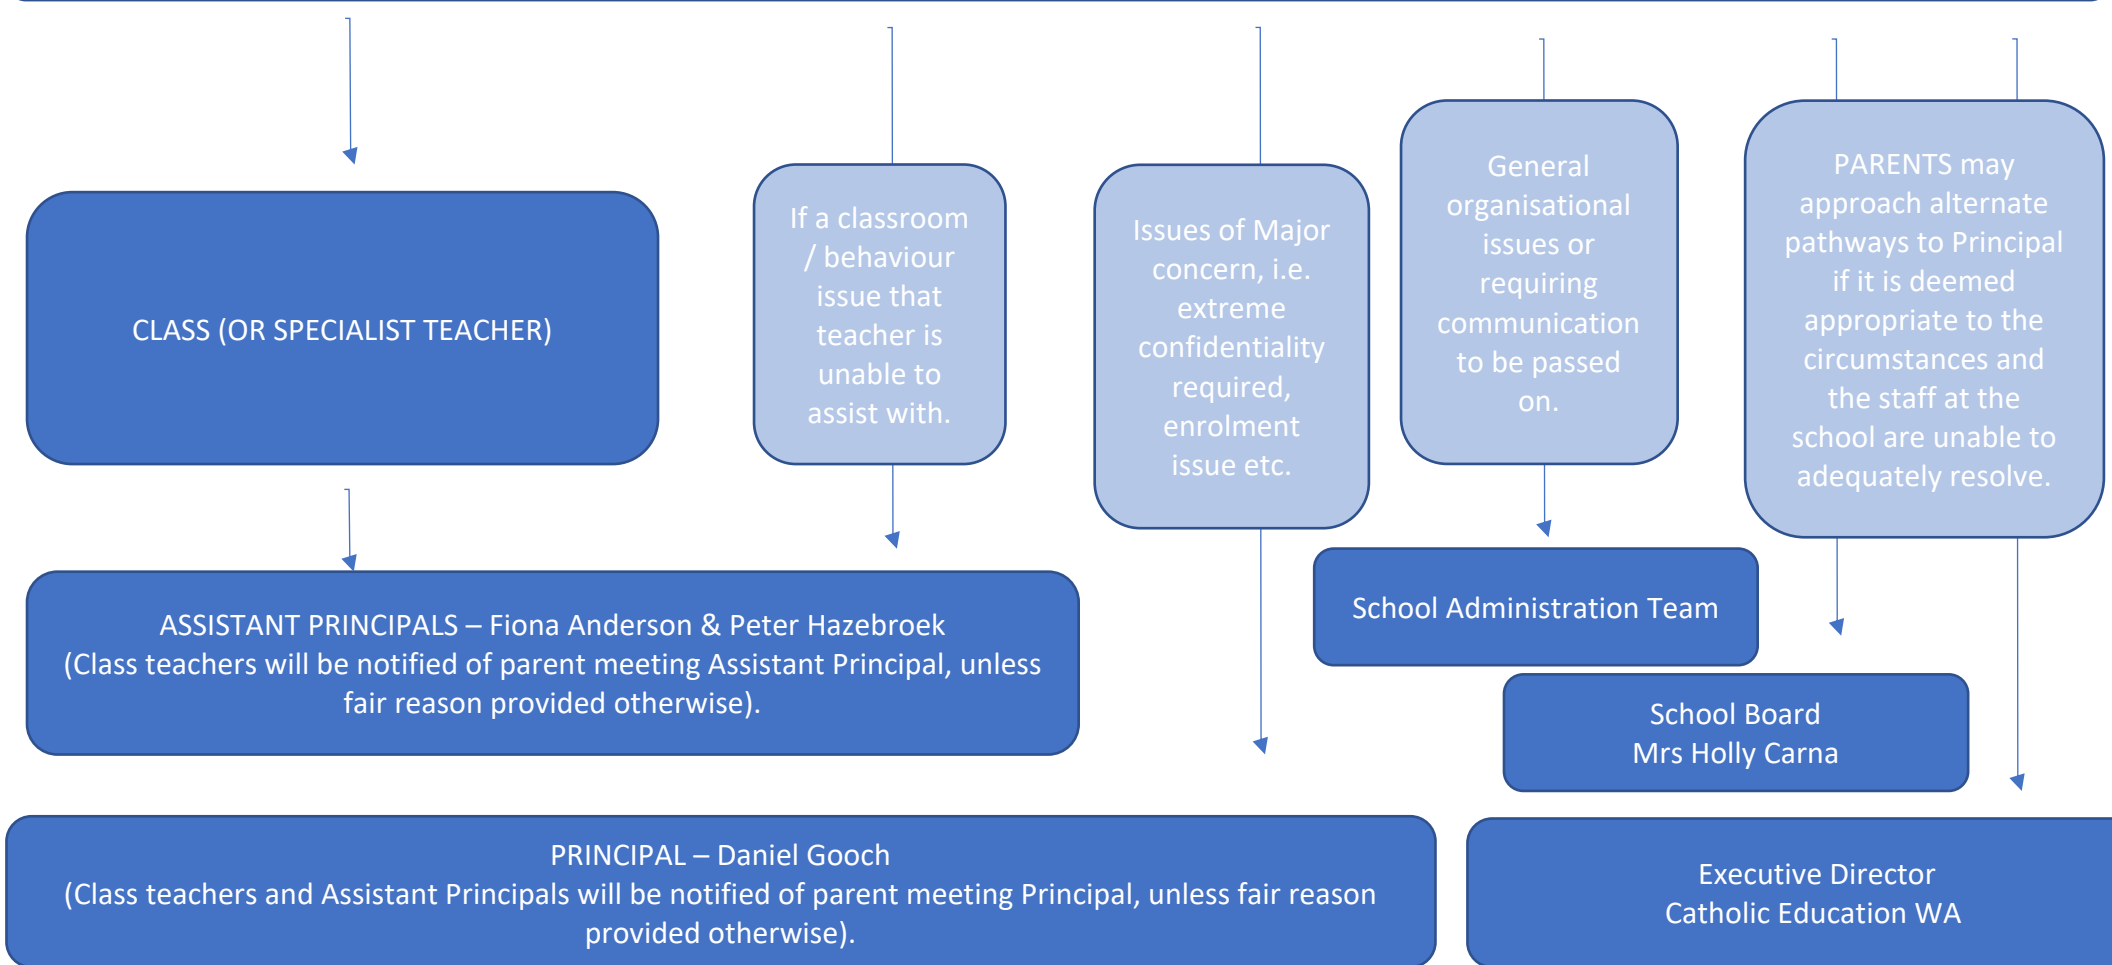 CLASS (OR SPECIALIST TEACHER)
If a classroom
/ behaviour
issue that
teacher is
unable to
assist with.
Issues of Major
concern, i.e.
extreme
confidentiality
required,
enrolment
issue etc.
General
organisational
issues or
requiring
communication
to be passed
on.
PARENTS may
approach alternate
pathways to Principal
if it is deemed
appropriate to the
circumstances and
the staff at the
school are unable to
adequately resolve.
ASSISTANT PRINCIPALS – Fiona Anderson & Peter Hazebroek
(Class teachers will be notified of parent meeting Assistant Principal, unless
fair reason provided otherwise).
School Administration Team
School Board
Mrs Holly Carna
PRINCIPAL – Daniel Gooch
(Class teachers and Assistant Principals will be notified of parent meeting Principal, unless fair reason
provided otherwise).
Executive Director
Catholic Education WA